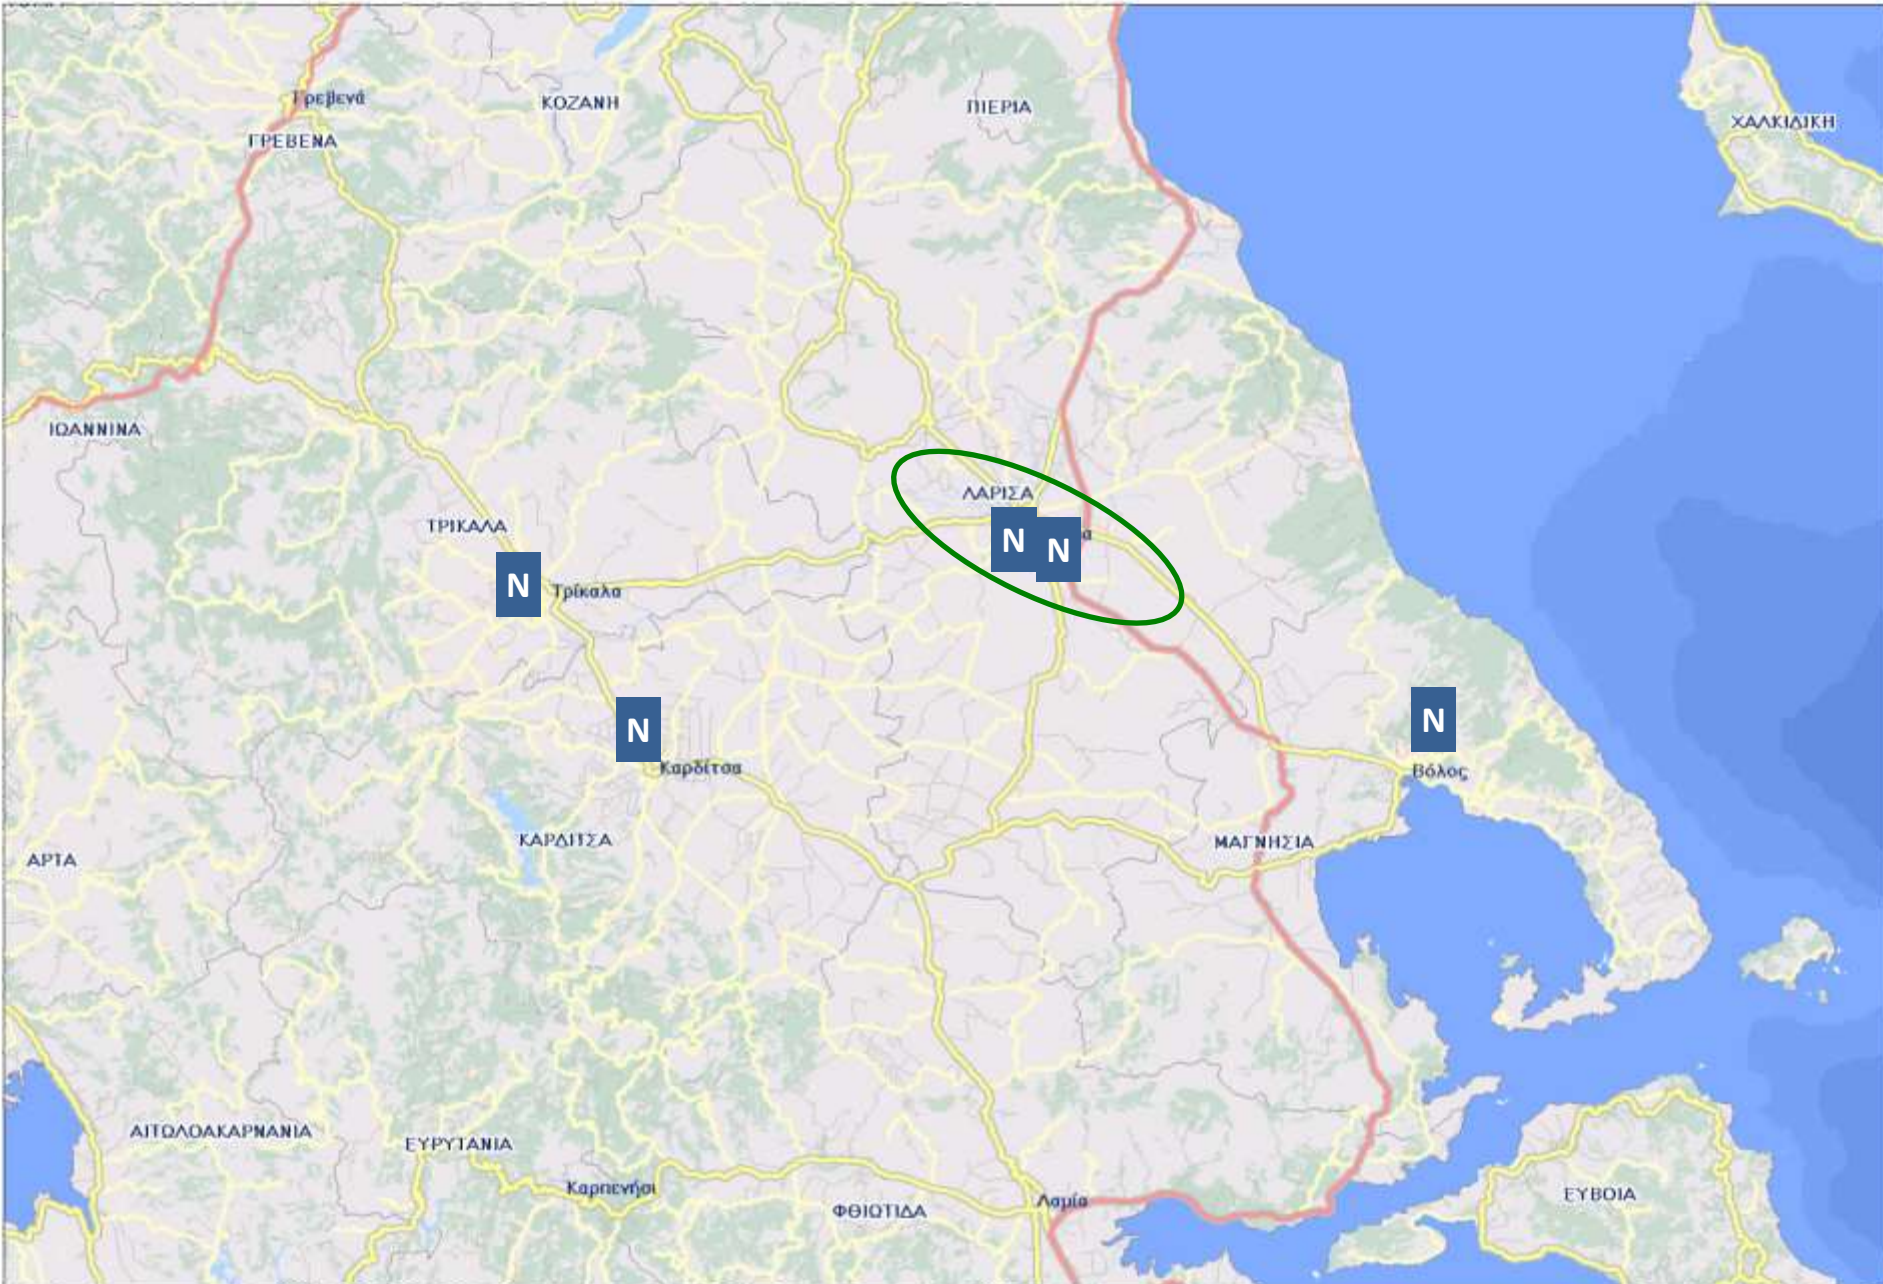 Γρεβενά
ΚΟΖΑΝΗ
ΠΙΕΡΙΑ
ΧΑΛΚΙΔΙΚΗ
ΓΡΕΒΕΝΑ
ΙΩΑΝΝΙΝΑ
ΛΑΡΙΣΑ
ΤΡΙΚΑΛΑ
N
N
α
N
Τρίκαλα
N
N
Καρδίτσα
Βόλος
ΚΑΡΔΙΤΣΑ
ΜΑΓΝΗΣΙΑ
ΑΡΤΑ
ΑΙΤΩΛΟΑΚΑΡΝΑΝΙΑ
ΕΥΡΥΤΑΝΙΑ
Καρπενήσι
ΦΘΙΩΤΙΔΑ
Λαμία
ΕΥΒΟΙΑ